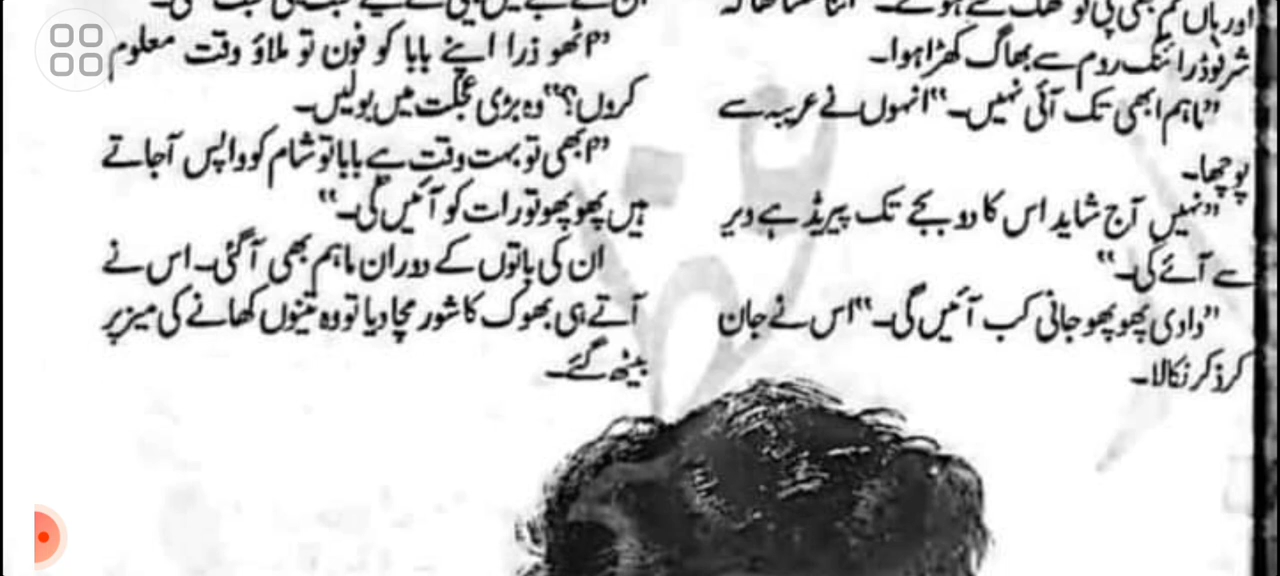 اور ہاں تم بھی پی لو تھک گئے ہو گے۔" اتنا سننا تھا کہ
شرفو ڈرائنگ روم سے بھاگ کھڑا ہوا۔
"ماہم ابھی تک آئی نہیں۔" انہوں نے عریبہ سے
پوچھا۔
"نہیں آج شاید اس کا دو بجے تک پیریڈ ہے دیر
سے آئے گی۔"
"دادی پھوپھو جانی کب آئیں گی۔" اس نے جان
کر ذکر نکالا۔
"اٹھو ذرا اپنے بابا کو فون تو ملاؤ وقت معلوم
کروں؟" وہ بڑی عجلت میں بولیں۔
"ابھی تو بہت وقت ہے بابا تو شام کو واپس آجاتے
ہیں پھوپھو تو رات کو آئیں گی۔"
ان کی باتوں کے دوران ماہم بھی آگئی۔ اس نے
آتے ہی بھوک کا شور مچا دیا تو وہ تینوں کھانے کی میز پر
بیٹھ گئے۔